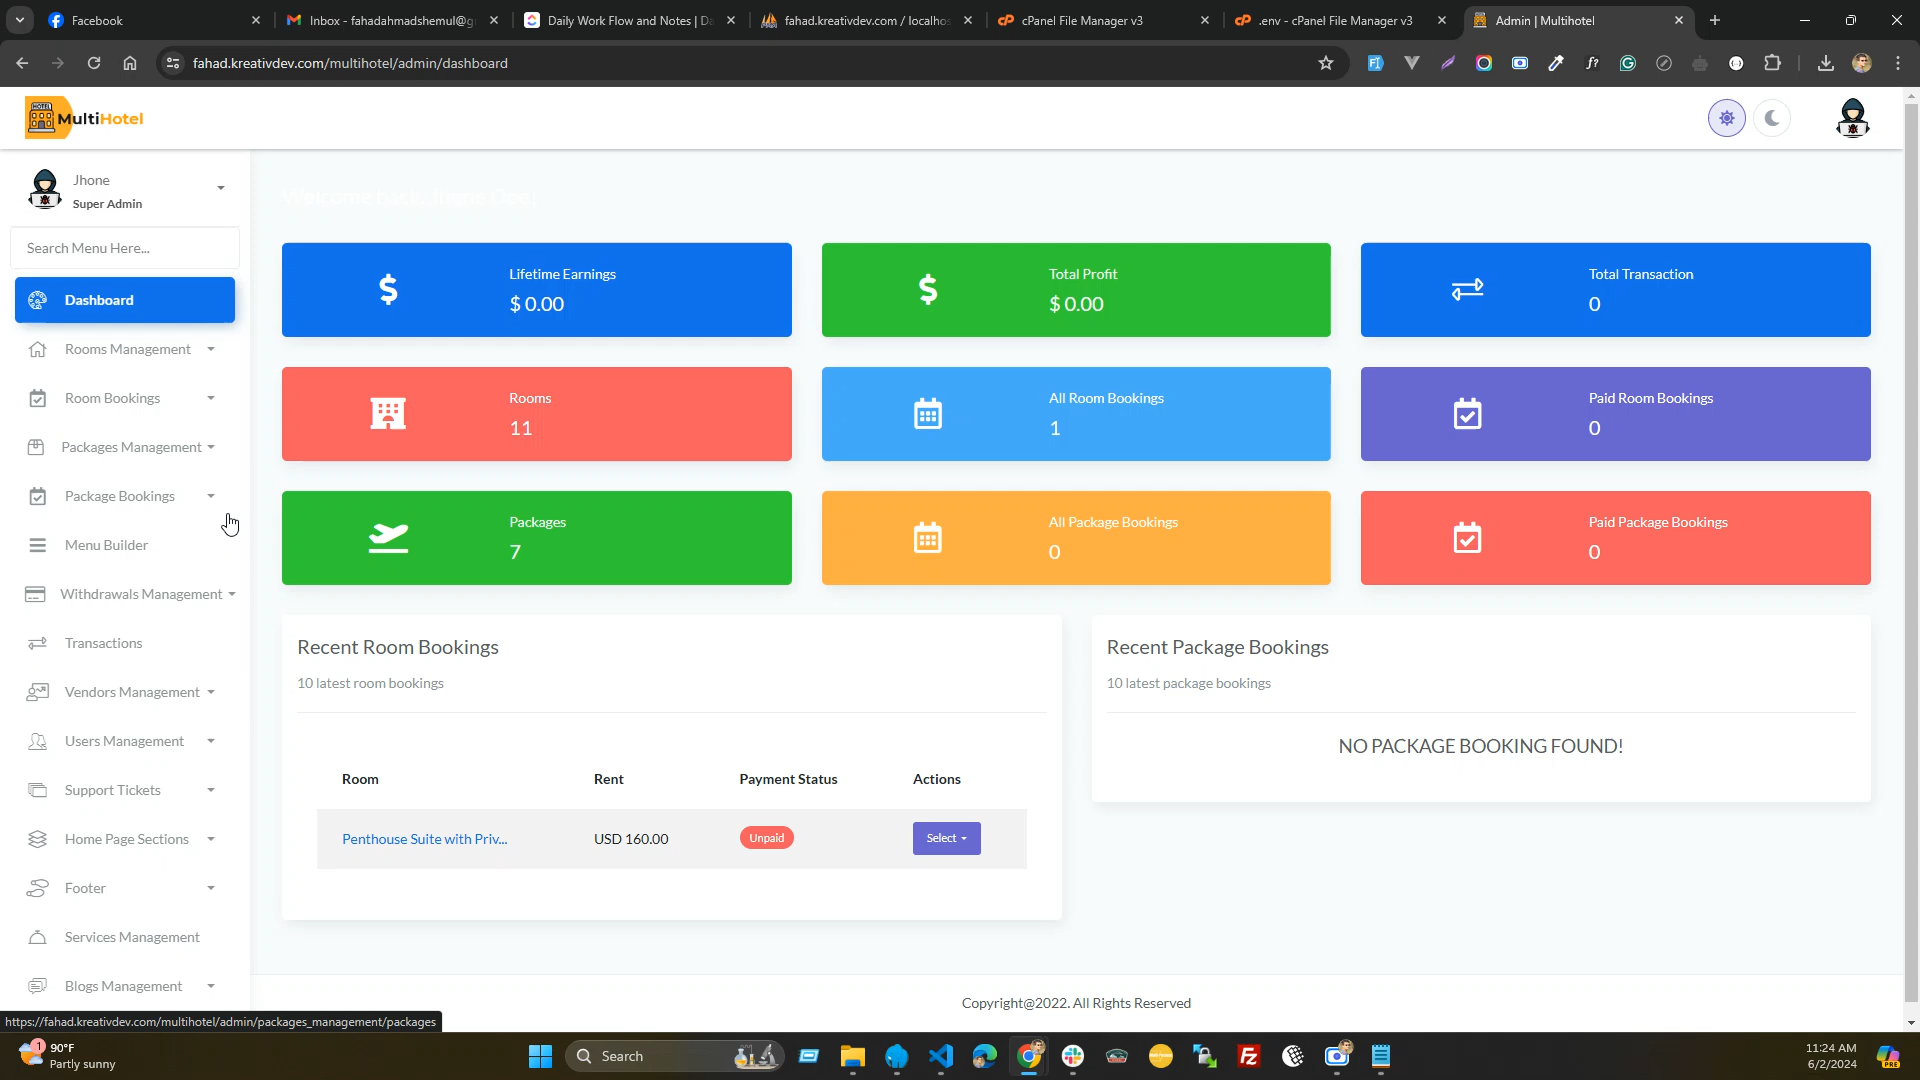 Facebook
Inbox - fahadahmadshemul@g
Daily Work Flow and Notes | Da
fahad.kreativdev.com / localhos
cPanel File Manager v3
.env - cPanel File Manager v3
Admin | Multihotel
fahad.kreativdev.com/multihotel/admin/dashboard
HOTEL
MultiHotel
Jhone
Super Admin
Search Menu Here...
Dashboard
Rooms Management
Room Bookings
Packages Management
Package Bookings
Menu Builder
Withdrawals Management
Transactions
Vendors Management
Users Management
Support Tickets
Home Page Sections
Footer
Services Management
Blogs Management
Lifetime Earnings
$ 0.00
Total Profit
$ 0.00
Total Transaction
0
Rooms
11
All Room Bookings
1
Paid Room Bookings
0
Packages
7
All Package Bookings
0
Paid Package Bookings
0
Recent Room Bookings
10 latest room bookings
Room Rent Payment Status Actions
Penthouse Suite with Priv... USD 160.00 Unpaid Select
Recent Package Bookings
10 latest package bookings
NO PACKAGE BOOKING FOUND!
Copyright@2022. All Rights Reserved
https://fahad.kreativdev.com/multihotel/admin/packages_management/packages
1
90°F
Partly sunny
Search
11:24 AM
6/2/2024